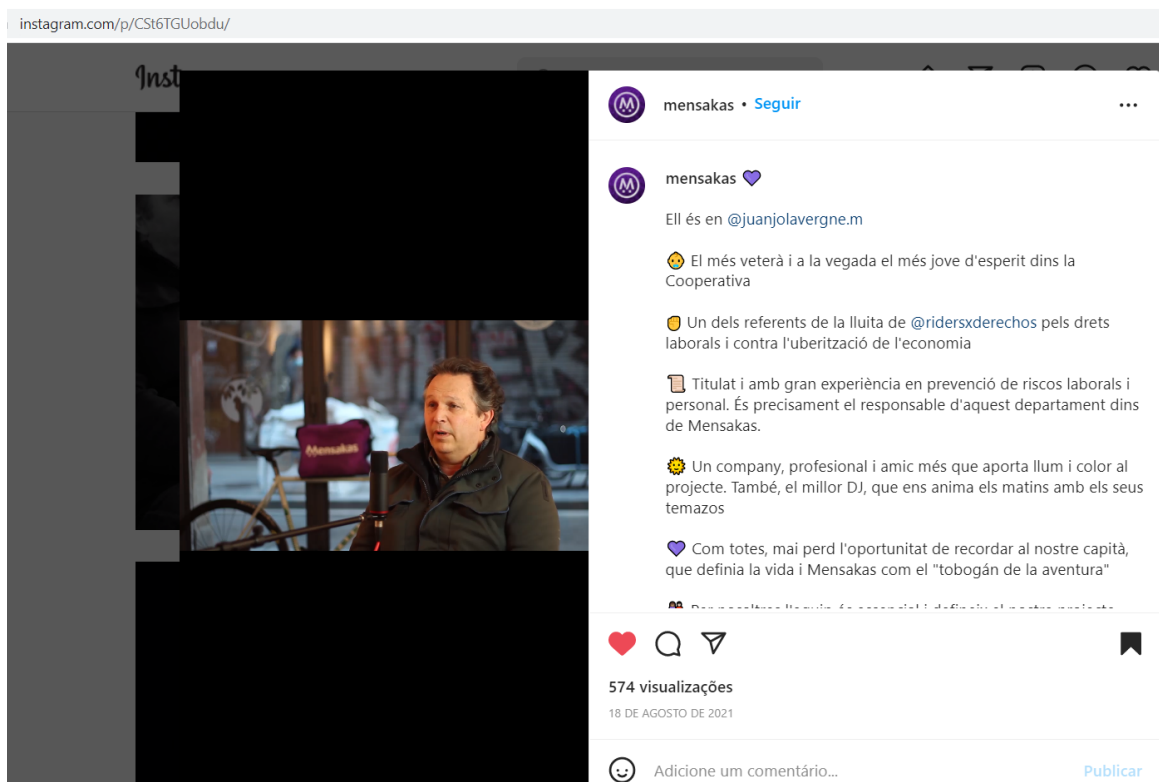 instagram.com/p/CSt6TGUobdu/
Inst
mensakas • Seguir
mensakas 💜
Ell és en @juanjolavergne.m
👴 El més veterà i a la vegada el més jove d'esperit dins la
Cooperativa
✊ Un dels referents de la lluita de @ridersxderechos pels drets
laborals i contra l'uberització de l'economia
📜 Titulat i amb gran experiència en prevenció de riscos laborals i
personal. És precisament el responsable d'aquest departament dins
de Mensakas.
🌞 Un company, profesional i amic més que aporta llum i color al
projecte. També, el millor DJ, que ens anima els matins amb els seus
temazos
💜 Com totes, mai perd l'oportunitat de recordar al nostre capità,
que definia la vida i Mensakas com el "tobogán de la aventura"
Mensakas
574 visualizações
18 DE AGOSTO DE 2021
Adicione um comentário...
Publicar